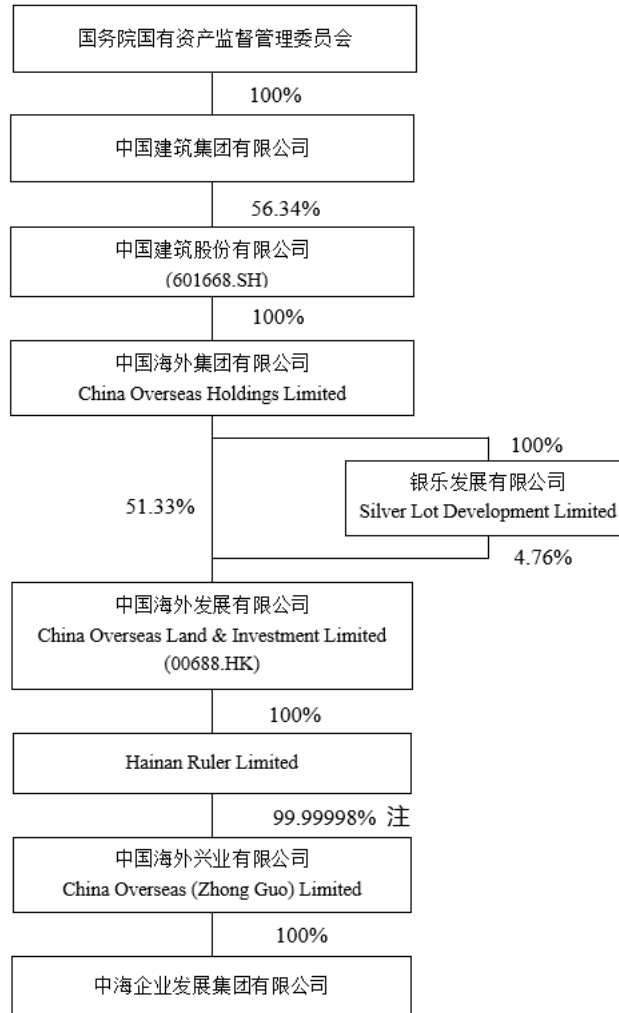 国务院国有资产监督管理委员会
100%
中国建筑集团有限公司
56.34%
中国建筑股份有限公司
(601668.SH)
100%
中国海外集团有限公司
China Overseas Holdings Limited
100%
银乐发展有限公司
Silver Lot Development Limited
51.33%
4.76%
中国海外发展有限公司
China Overseas Land & Investment Limited
(00688.HK)
100%
Hainan Ruler Limited
99.99998% 注
中国海外兴业有限公司
China Overseas (Zhong Guo) Limited
100%
中海企业发展集团有限公司